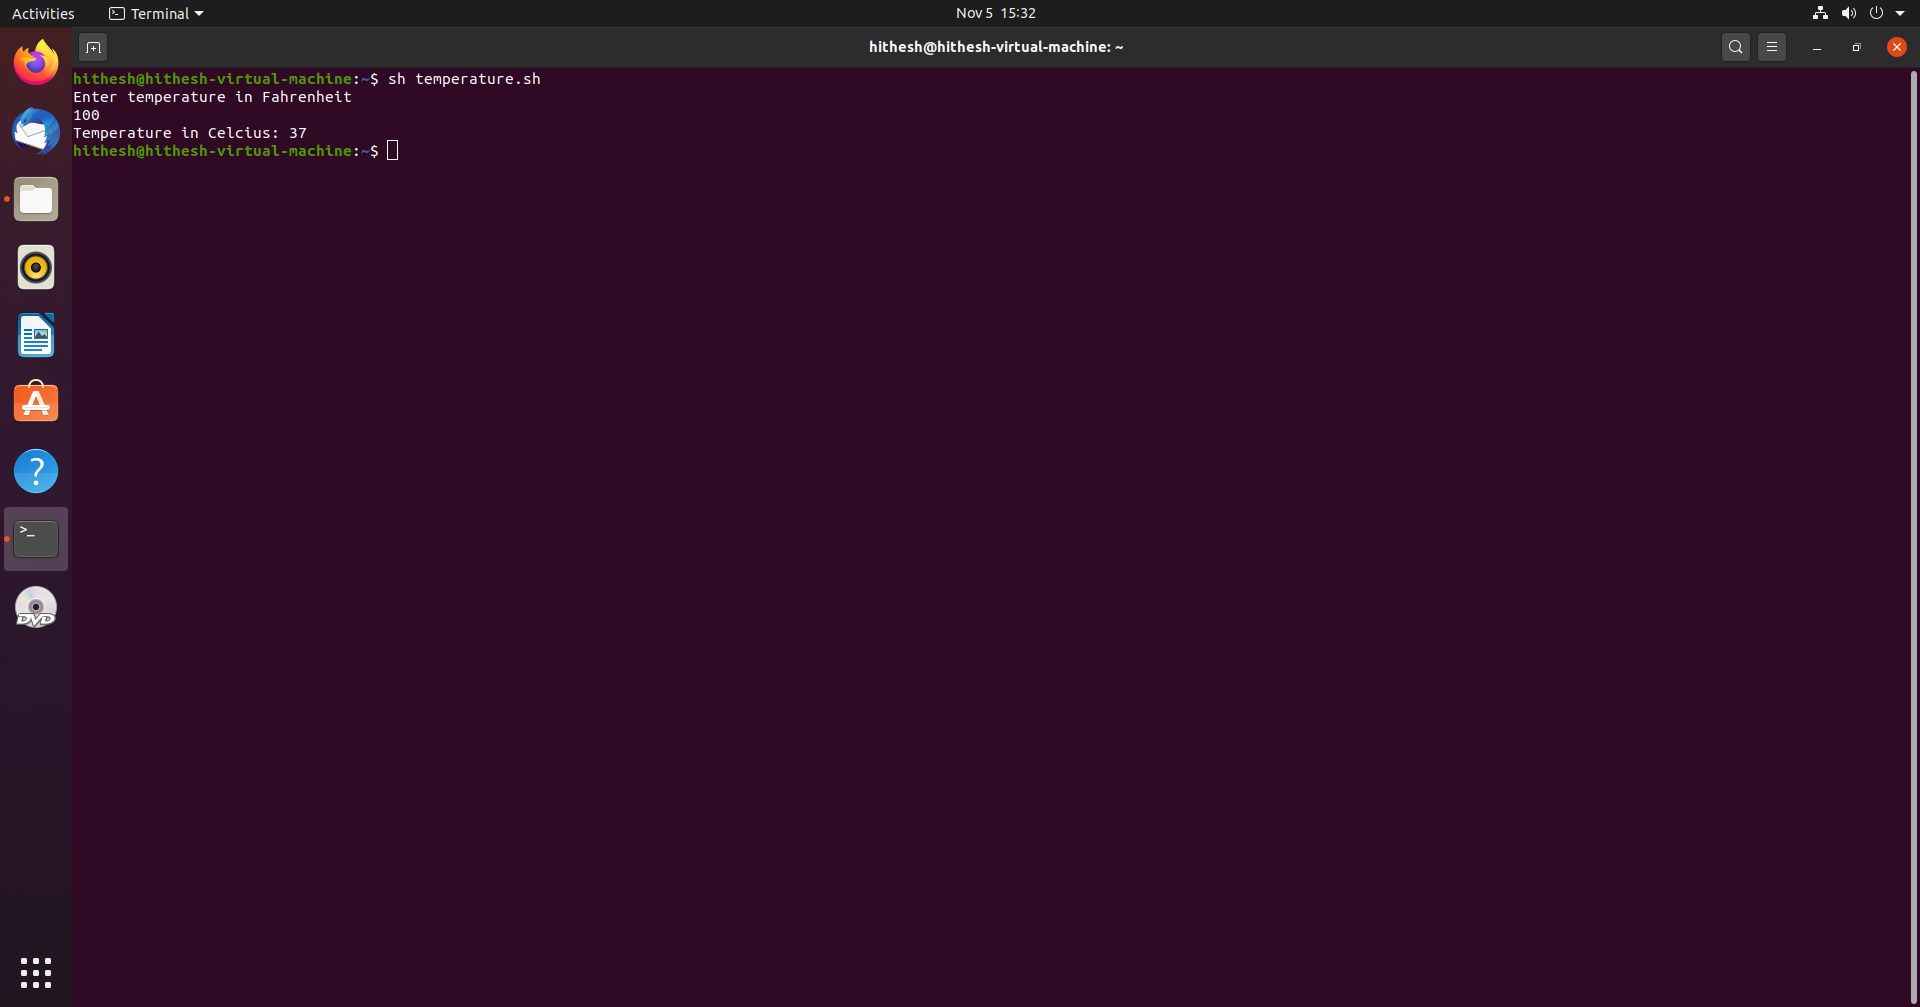 Activities
Terminal
Nov 5 15:32
hithesh@hithesh-virtual-machine: ~
hithesh@hithesh-virtual-machine:~$ sh temperature.sh
Enter temperature in Fahrenheit
100
Temperature in Celcius: 37
hithesh@hithesh-virtual-machine:~$
?
>_
DVD